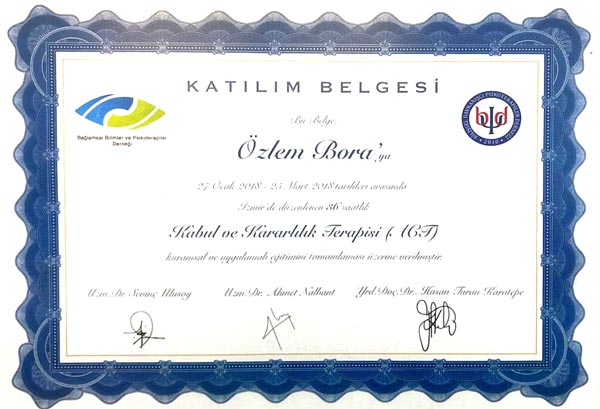 KATILIM BELGESİ
Bağlamsal Bilimler ve Psikoterapiler
Derneği
Bu Belge,
Özlem Bora'ya
27 Ocak 2018 - 25 Mart 2018 tarihleri arasında
İzmir'de düzenlenen 36 saatlik
Kabul ve Kararlılık Terapisi (ACT)
kuramsal ve uygulamalı eğitimini tamamlaması üzerine verilmiştir.
Uzm.Dr Sevinç Ulusoy Uzm.Dr. Ahmet Nalbant Yrd.Doç.Dr. Hasan Turan Karatepe